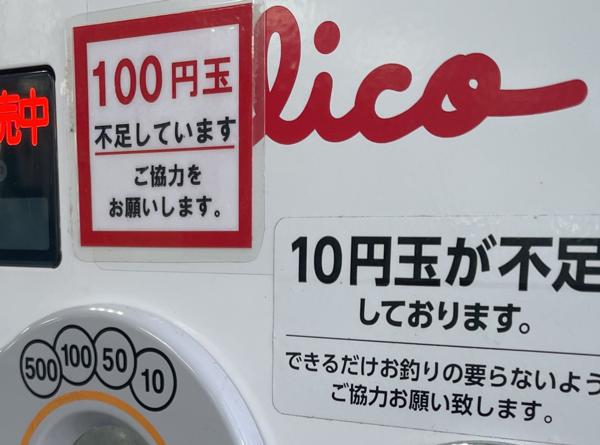 100円玉
不足しています
ご協力を
お願いします。
lico
売中
10円玉が不足
しております。
できるだけお釣りの要らないよう
ご協力お願い致します。
500 100 50 10